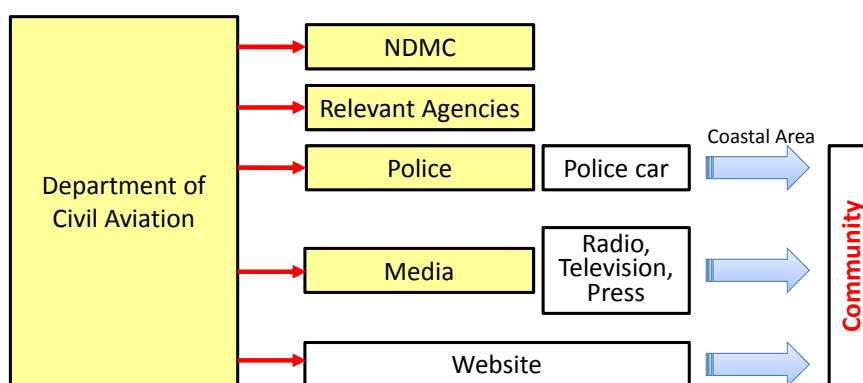 NDMC
Relevant Agencies
Coastal Area
Department of
Civil Aviation
Police
Police car
Media
Radio,
Television,
Press
Website
Community